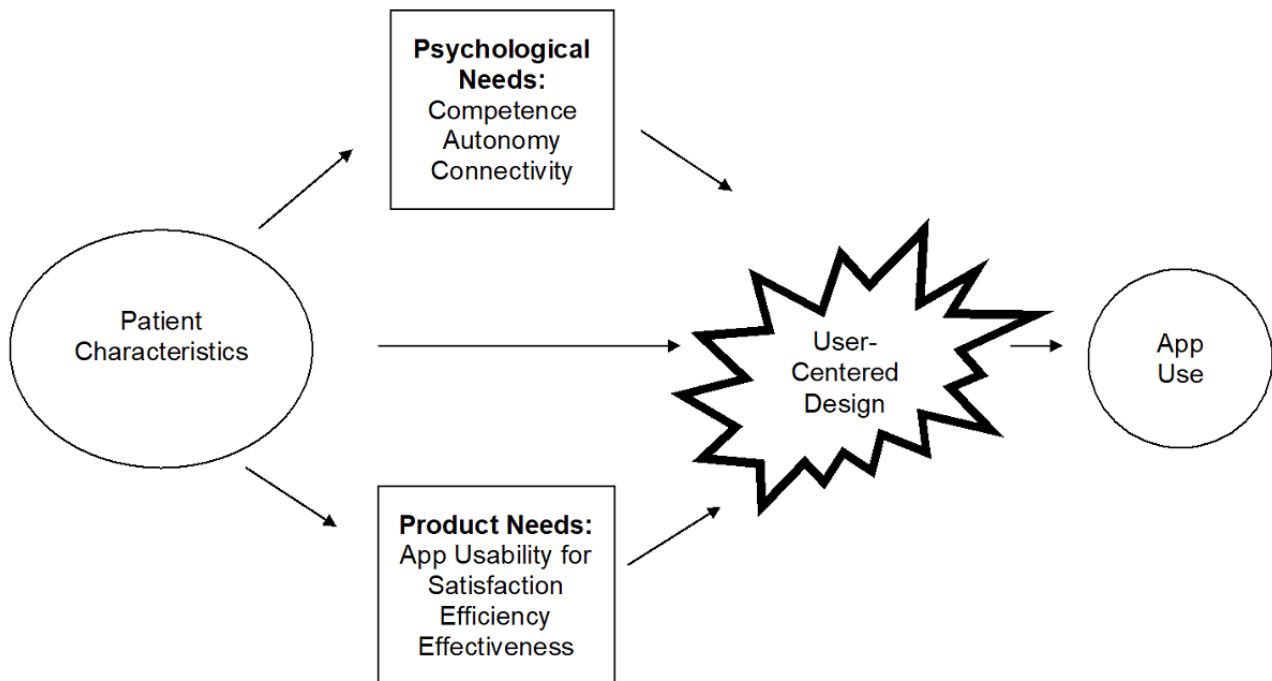 Psychological
Needs:
Competence
Autonomy
Connectivity
Patient
Characteristics
User-
Centered
Design
App
Use
Product Needs:
App Usability for
Satisfaction
Efficiency
Effectiveness